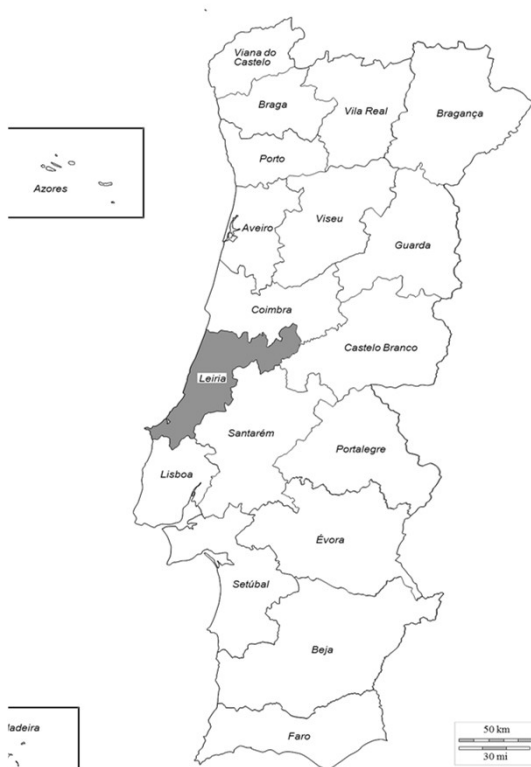 Viana do
Castelo
Braga
Vila Real
Bragança
Porto
Azores
Aveiro
Viseu
Guarda
Coimbra
Castelo Branco
Leiria
Santarém
Portalegre
Lisboa
Évora
Setúbal
Beja
adeira
Faro
50 km
30 mi